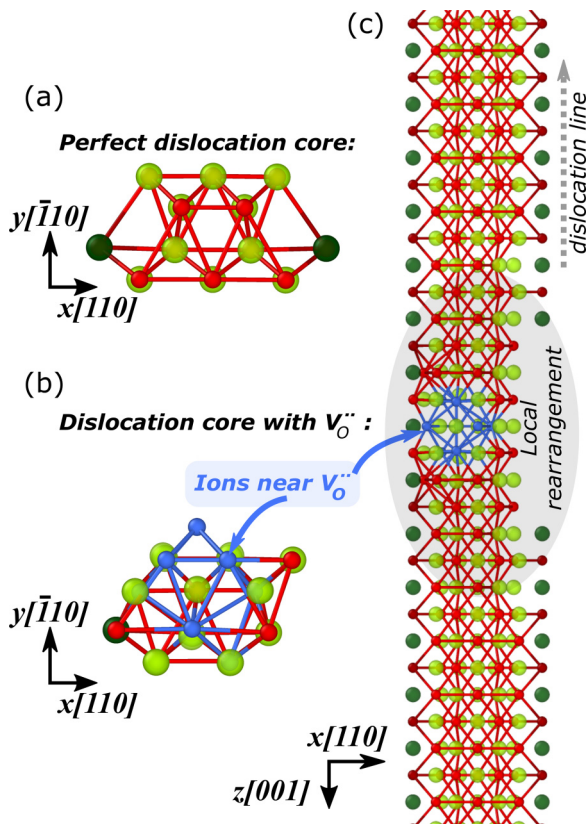 (a)
Perfect dislocation core:
y[1̄10]
x[110]
(b)
Dislocation core with V_O^¨ :
Ions near V_O^¨
y[1̄10]
x[110]
(c)
dislocation line
Local
rearrangement
x[110]
z[001]